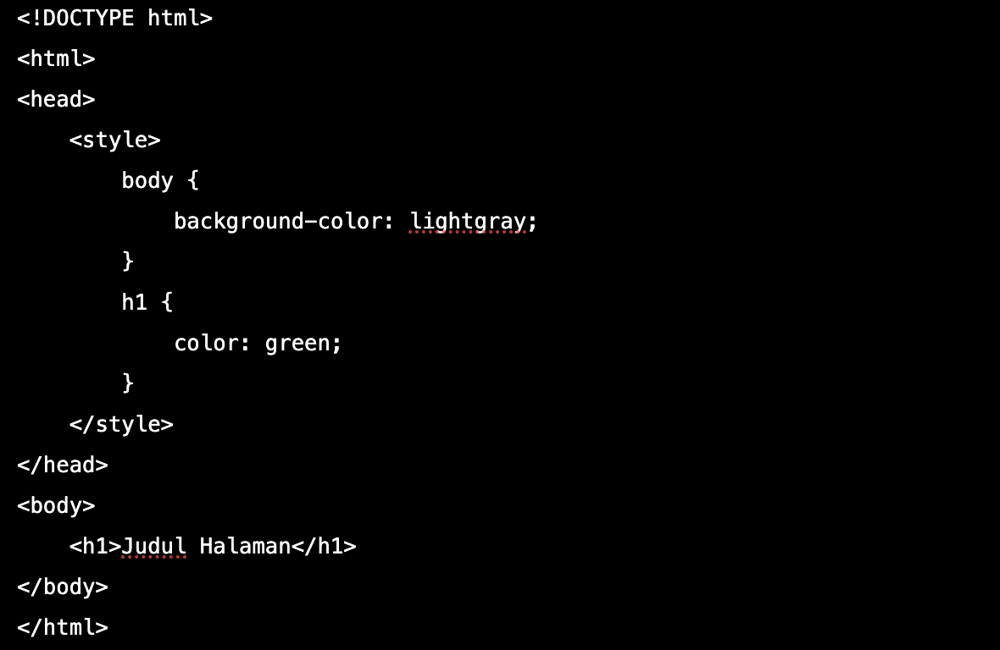 <!DOCTYPE html>
<html>
<head>
    <style>
        body {
            background-color: lightgray;
        }
        h1 {
            color: green;
        }
    </style>
</head>
<body>
    <h1>Judul Halaman</h1>
</body>
</html>